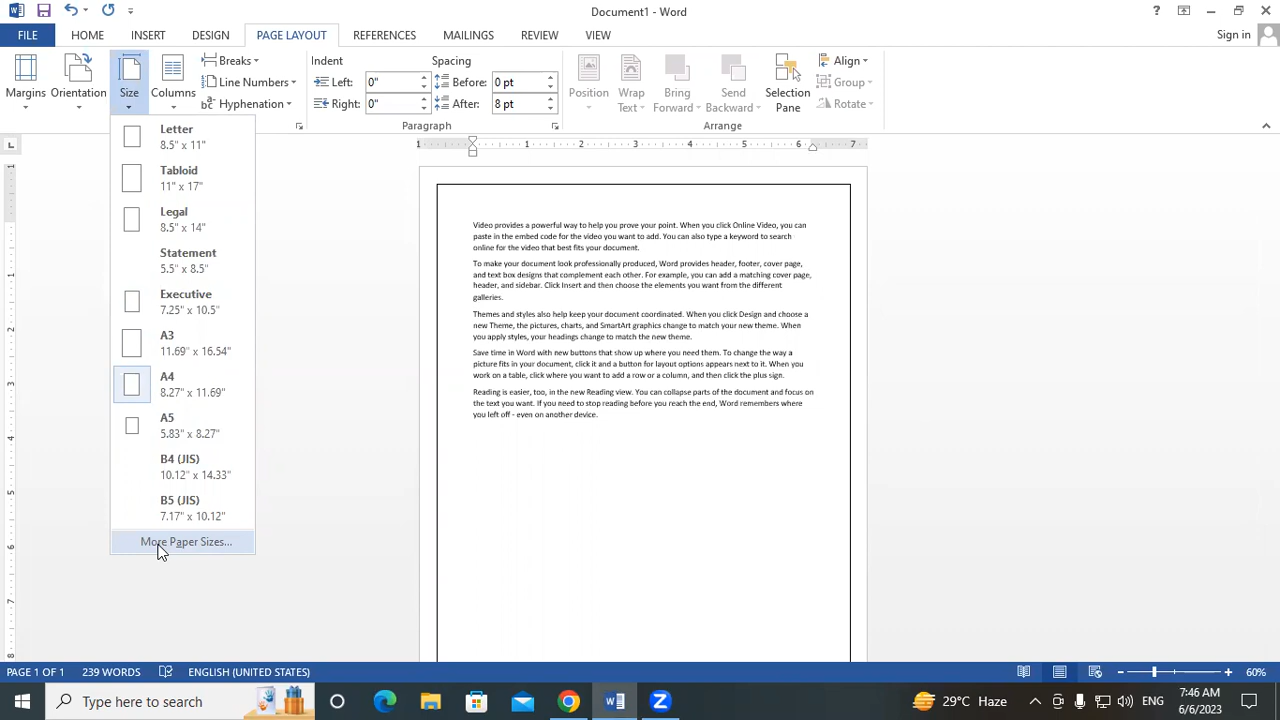 Document1 - Word
?
FILE
HOME
INSERT
DESIGN
PAGE LAYOUT
REFERENCES
MAILINGS
REVIEW
VIEW
Sign in
Margins
Orientation
Size
Columns
Breaks
Line Numbers
Hyphenation
Indent
Left: 0"
Right: 0"
Spacing
Before: 0 pt
After: 8 pt
Paragraph
Position
Wrap
Text
Bring
Forward
Send
Backward
Selection
Pane
Align
Group
Rotate
Arrange
Letter
8.5" x 11"
Tabloid
11" x 17"
Legal
8.5" x 14"
Statement
5.5" x 8.5"
Executive
7.25" x 10.5"
A3
11.69" x 16.54"
A4
8.27" x 11.69"
A5
5.83" x 8.27"
B4 (JIS)
10.12" x 14.33"
B5 (JIS)
7.17" x 10.12"
More Paper Sizes...
1 1 2 3 4 5 6 7
1
1
2
3
4
5
6
7
8
Video provides a powerful way to help you prove your point. When you click Online Video, you can
paste in the embed code for the video you want to add. You can also type a keyword to search
online for the video that best fits your document.
To make your document look professionally produced, Word provides header, footer, cover page,
and text box designs that complement each other. For example, you can add a matching cover page,
header, and sidebar. Click Insert and then choose the elements you want from the different
galleries.
Themes and styles also help keep your document coordinated. When you click Design and choose a
new Theme, the pictures, charts, and SmartArt graphics change to match your new theme. When
you apply styles, your headings change to match the new theme.
Save time in Word with new buttons that show up where you need them. To change the way a
picture fits in your document, click it and a button for layout options appears next to it. When you
work on a table, click where you want to add a row or a column, and then click the plus sign.
Reading is easier, too, in the new Reading view. You can collapse parts of the document and focus on
the text you want. If you need to stop reading before you reach the end, Word remembers where
you left off - even on another device.
PAGE 1 OF 1
239 WORDS
ENGLISH (UNITED STATES)
60%
Type here to search
29°C Haze
ENG
7:46 AM
6/6/2023